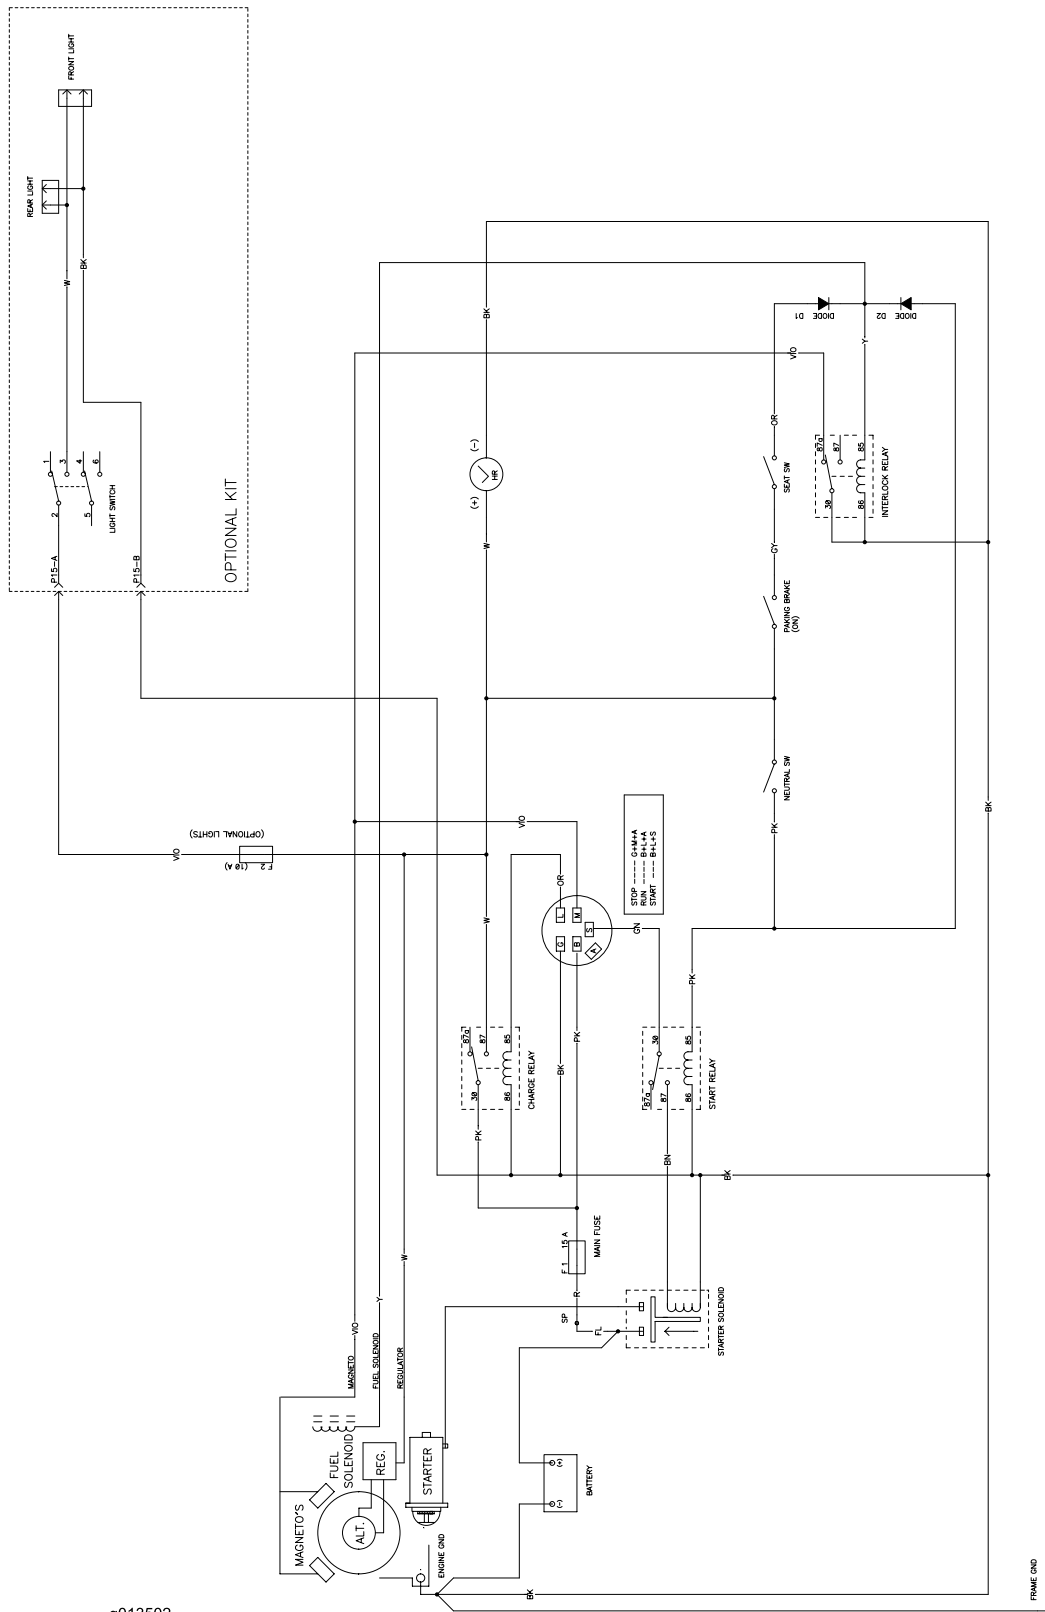 FRONT LIGHT
REAR LIGHT
W
BK
1
3
4
6
2
5
LIGHT SWITCH
P15-A
P15-B
OPTIONAL KIT
BK
(-)
HR
(+)
W
VIO
D1 DIODE
D2 DIODE
Y
OR
SEAT SW
GY
87a
87
85
30
86
INTERLOCK RELAY
PAKING BRAKE
(ON)
NEUTRAL SW
PK
BK
(OPTIONAL LIGHTS)
VIO
F 2 (10 A)
VIO
STOP ------- G+M+A
RUN ------- B+L+A
START --- B+L+S
W
OR
L
M
G
B
S
A
GN
PK
87a
87
85
30
86
CHARGE RELAY
PK
BK
PK
30
85
87a
87
86
START RELAY
BN
BK
W
F 1 15 A
MAIN FUSE
R
SP
FL
STARTER SOLENOID
VIO
Y
MAGNETO
FUEL SOLENOID
REGULATOR
FUEL
SOLENOID
MAGNETO'S
ALT.
REG.
STARTER
(+)
(-)
BATTERY
ENGINE GND
BK
FRAME GND